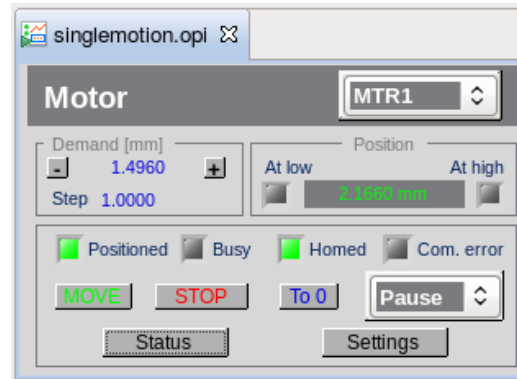 singlemotion.opi
Motor MTR1
Demand [mm] Position
- 1.4960 + At low At high
Step 1.0000 2.1660 mm
Positioned Busy Homed Com. error
MOVE STOP To 0 Pause
Status Settings